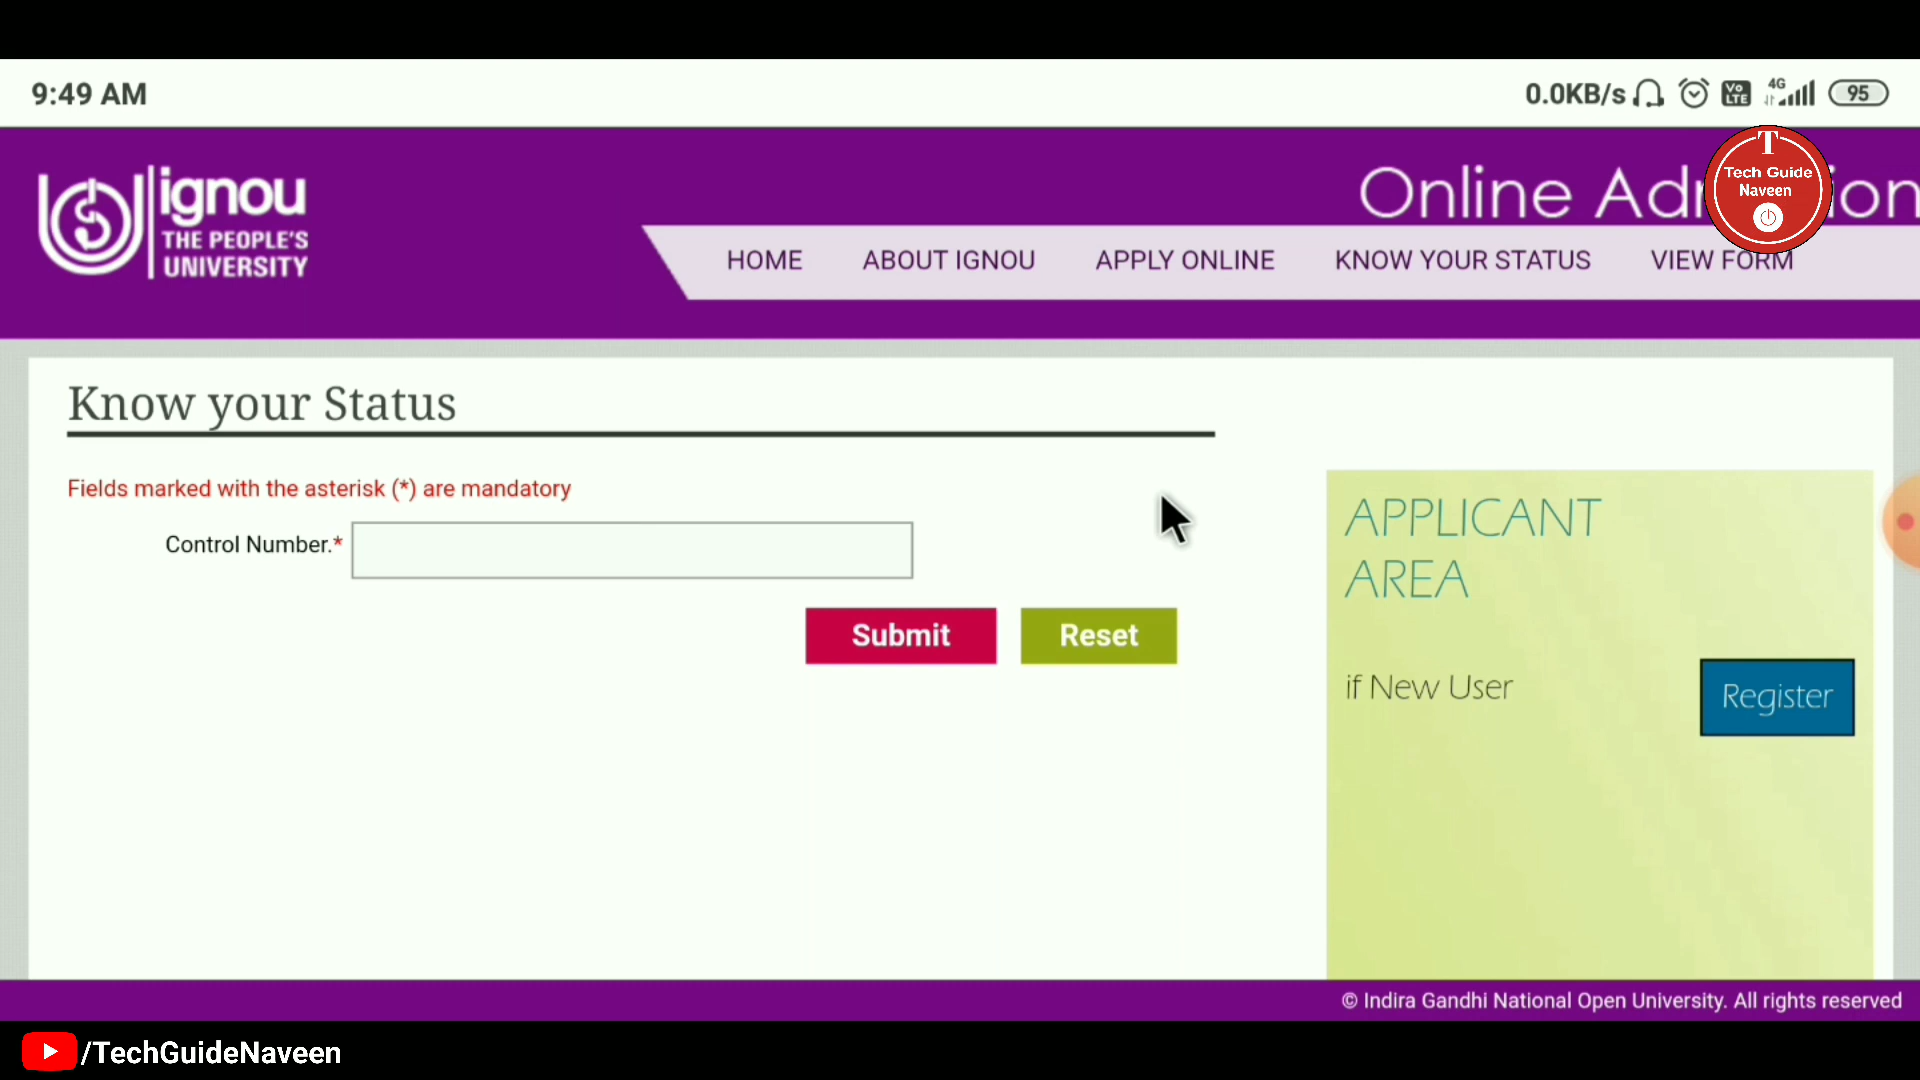 9:49 AM
0.0KB/s
Vo LTE
4G
95
ignou
THE PEOPLE'S
UNIVERSITY
Online
T
Tech Guide
Naveen
HOME ABOUT IGNOU APPLY ONLINE KNOW YOUR STATUS VIEW FORM
Know your Status
Fields marked with the asterisk (*) are mandatory
Control Number.*
Submit Reset
APPLICANT
AREA
if New User
Register
© Indira Gandhi National Open University. All rights reserved
/TechGuideNaveen